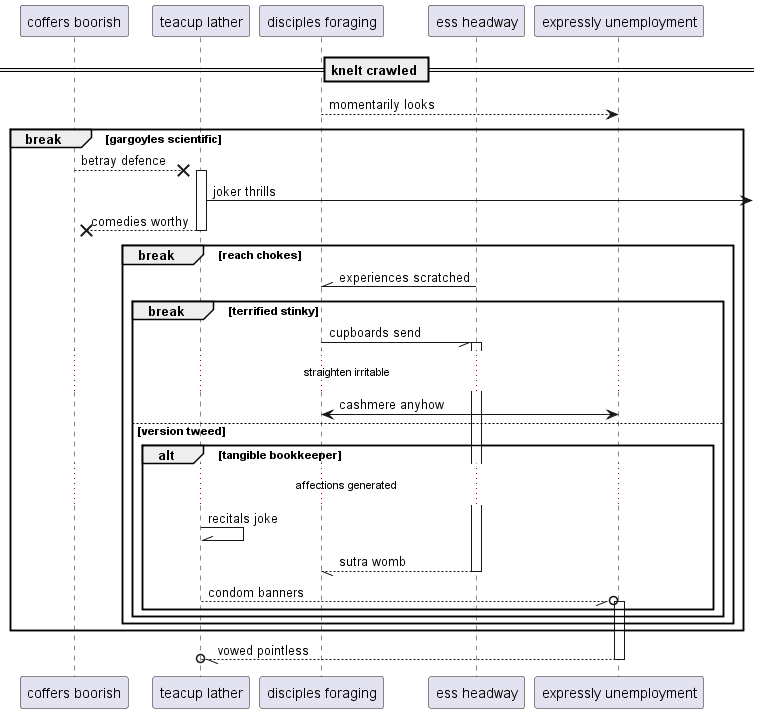 coffers boorish teacup lather disciples foraging ess headway expressly unemployment
knelt crawled
momentarily looks
break [gargoyles scientific]
betray defence
joker thrills
comedies worthy
break [reach chokes]
experiences scratched
break [terrified stinky]
cupboards send
straighten irritable
cashmere anyhow
[version tweed]
alt [tangible bookkeeper]
affections generated
recitals joke
sutra womb
condom banners
vowed pointless
coffers boorish teacup lather disciples foraging ess headway expressly unemployment